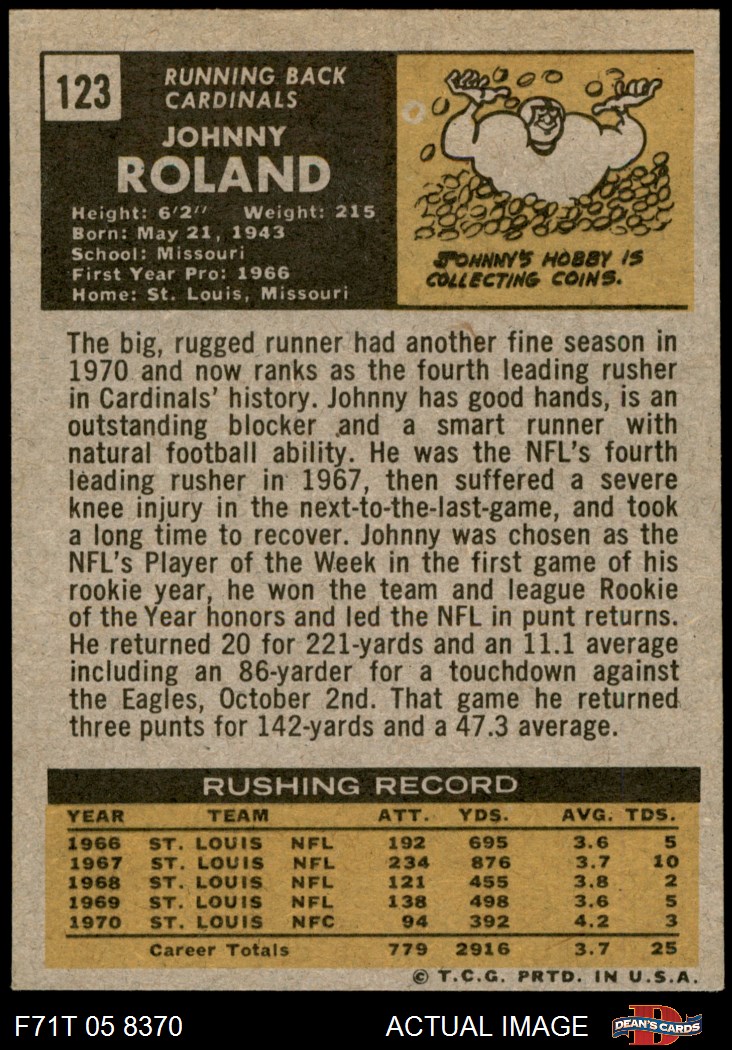 123
RUNNING BACK
CARDINALS
JOHNNY
ROLAND
Height: 6'2'' Weight: 215
Born: May 21, 1943
School: Missouri
First Year Pro: 1966
Home: St. Louis, Missouri
JOHNNY'S HOBBY IS
COLLECTING COINS.
The big, rugged runner had another fine season in
1970 and now ranks as the fourth leading rusher
in Cardinals' history. Johnny has good hands, is an
outstanding blocker and a smart runner with
natural football ability. He was the NFL's fourth
leading rusher in 1967, then suffered a severe
knee injury in the next-to-the-last-game, and took
a long time to recover. Johnny was chosen as the
NFL's Player of the Week in the first game of his
rookie year, he won the team and league Rookie
of the Year honors and led the NFL in punt returns.
He returned 20 for 221-yards and an 11.1 average
including an 86-yarder for a touchdown against
the Eagles, October 2nd. That game he returned
three punts for 142-yards and a 47.3 average.
RUSHING RECORD
YEAR TEAM ATT. YDS. AVG. TDS.
1966 ST. LOUIS NFL 192 695 3.6 5
1967 ST. LOUIS NFL 234 876 3.7 10
1968 ST. LOUIS NFL 121 455 3.8 2
1969 ST. LOUIS NFL 138 498 3.6 5
1970 ST. LOUIS NFC 94 392 4.2 3
Career Totals 779 2916 3.7 25
© T.C.G. PRTD. IN U.S.A.
F71T 05 8370 ACTUAL IMAGE DEAN'S CARDS